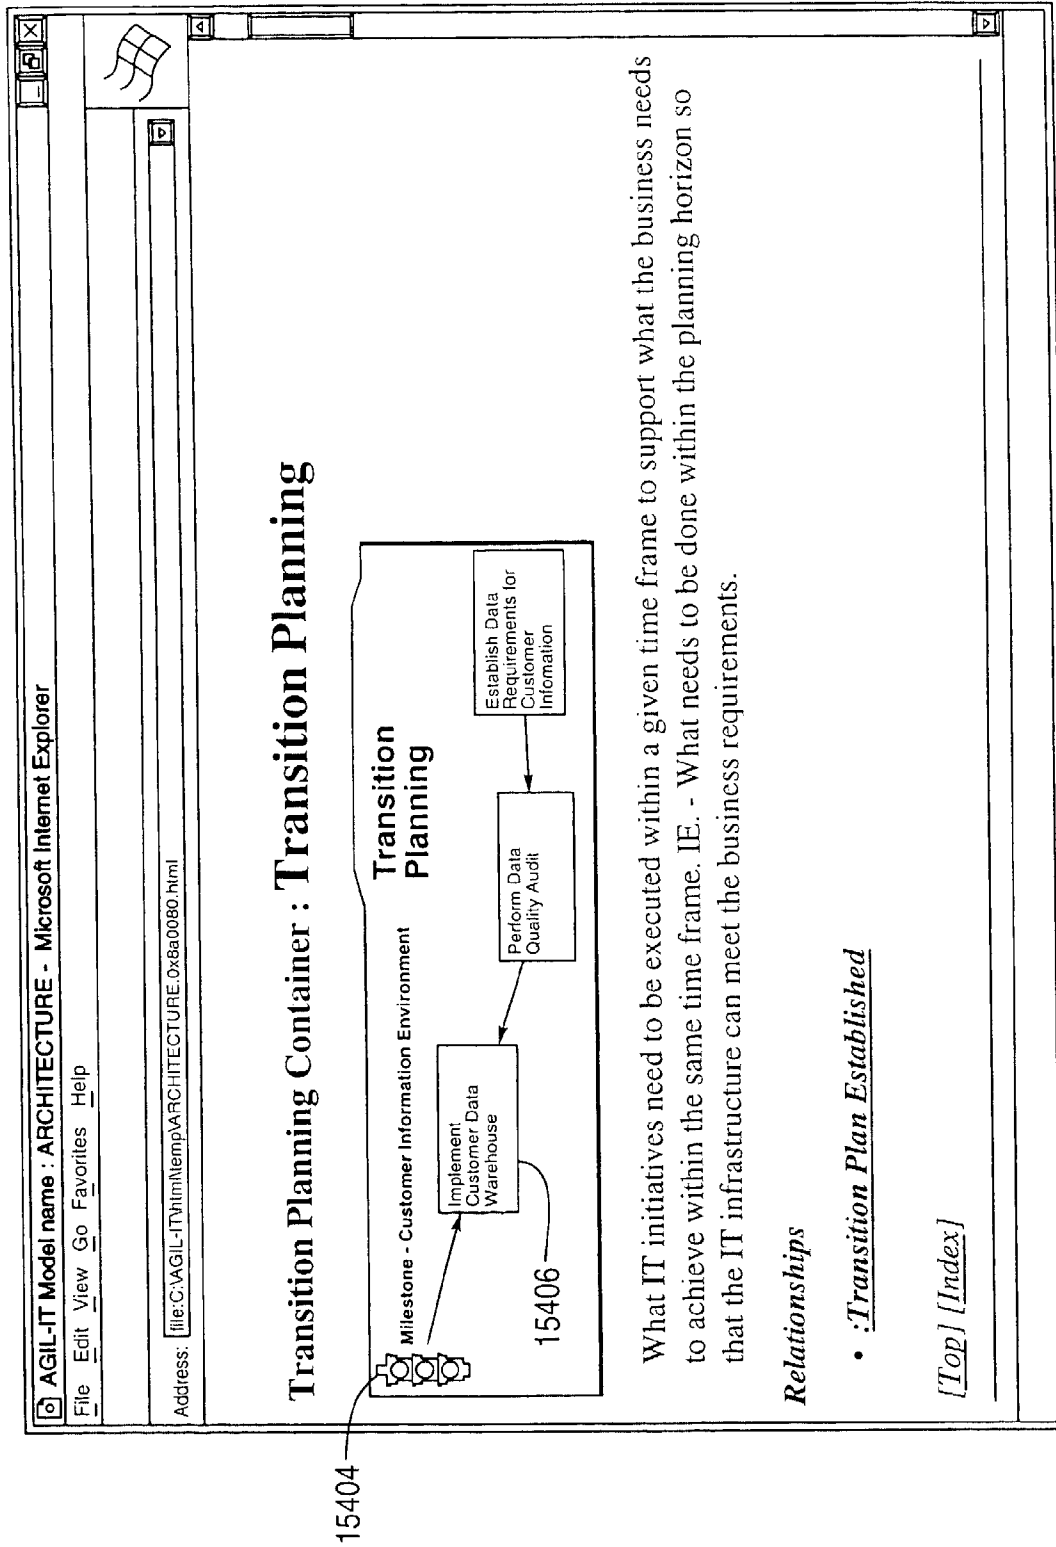 AGIL-IT Model name : ARCHITECTURE - Microsoft Internet Explorer
File Edit View Go Favorites Help
Address: file:C:\AGIL-IT\html\temp\ARCHITECTURE.0x8a0080.html
Transition Planning Container : Transition Planning
15404
Milestone - Customer Information Environment
Transition
Planning
Implement
Customer Data
Warehouse
Perform Data
Quality Audit
Establish Data
Requirements for
Customer
Infomation
15406
What IT initiatives need to be executed within a given time frame to support what the business needs
to achieve within the same time frame. IE. - What needs to be done within the planning horizon so
that the IT infrastructure can meet the business requirements.
Relationships
• :Transition Plan Established
[Top] [Index]